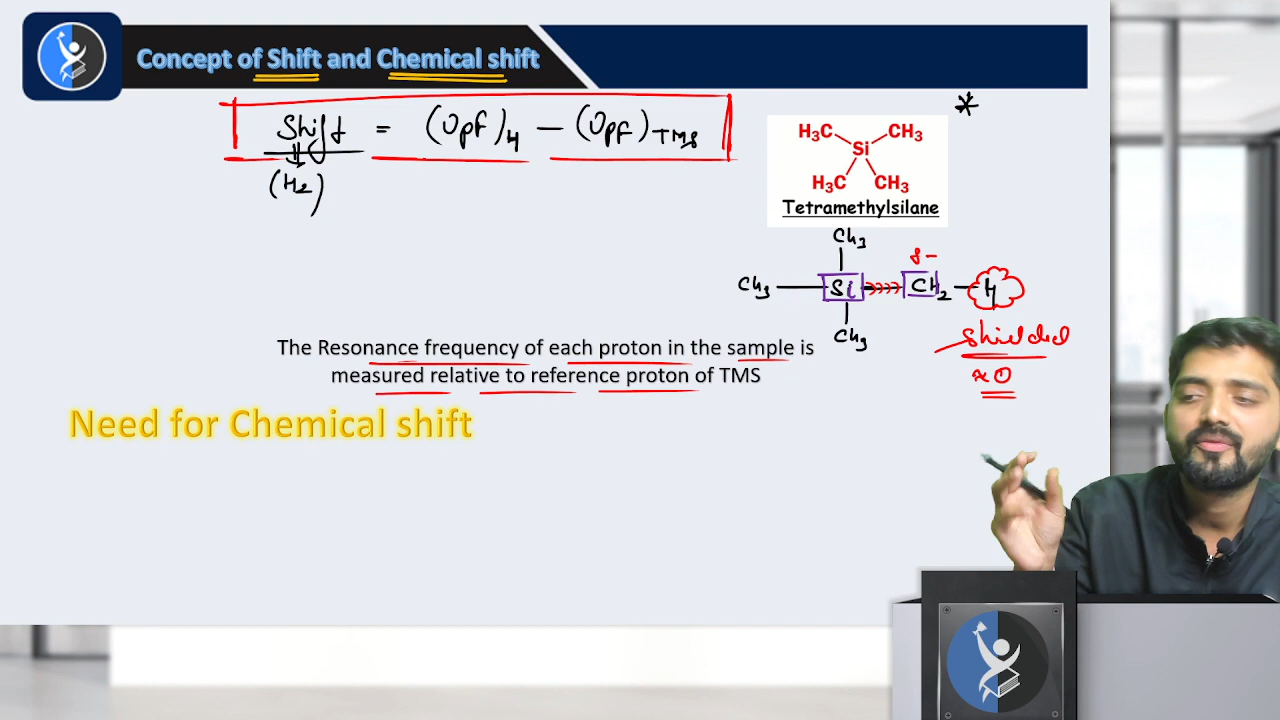 Concept of Shift and Chemical shift
Shift = (Opf)H — (Opf)TMS
(Hz)
*
H₃C CH₃
Si
H₃C CH₃
Tetramethylsilane
CH₃
δ−
CH₃ — Si — CH₂ — H
CH₃
Shielded
≈0
The Resonance frequency of each proton in the sample is
measured relative to reference proton of TMS
Need for Chemical shift